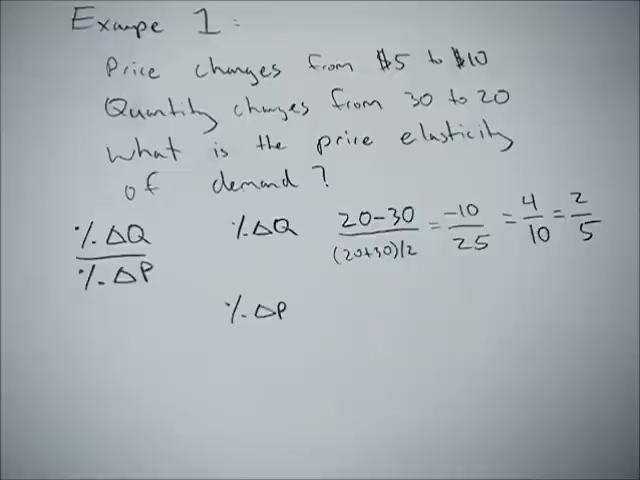 Exampe 1:
Price changes from $5 to $10
Quantity changes from 30 to 20
what is the price elasticity
of demand?
%ΔQ / %ΔP
%ΔQ (20-30)/((20+30)/2) = -10/25 = 4/10 = 2/5
%ΔP